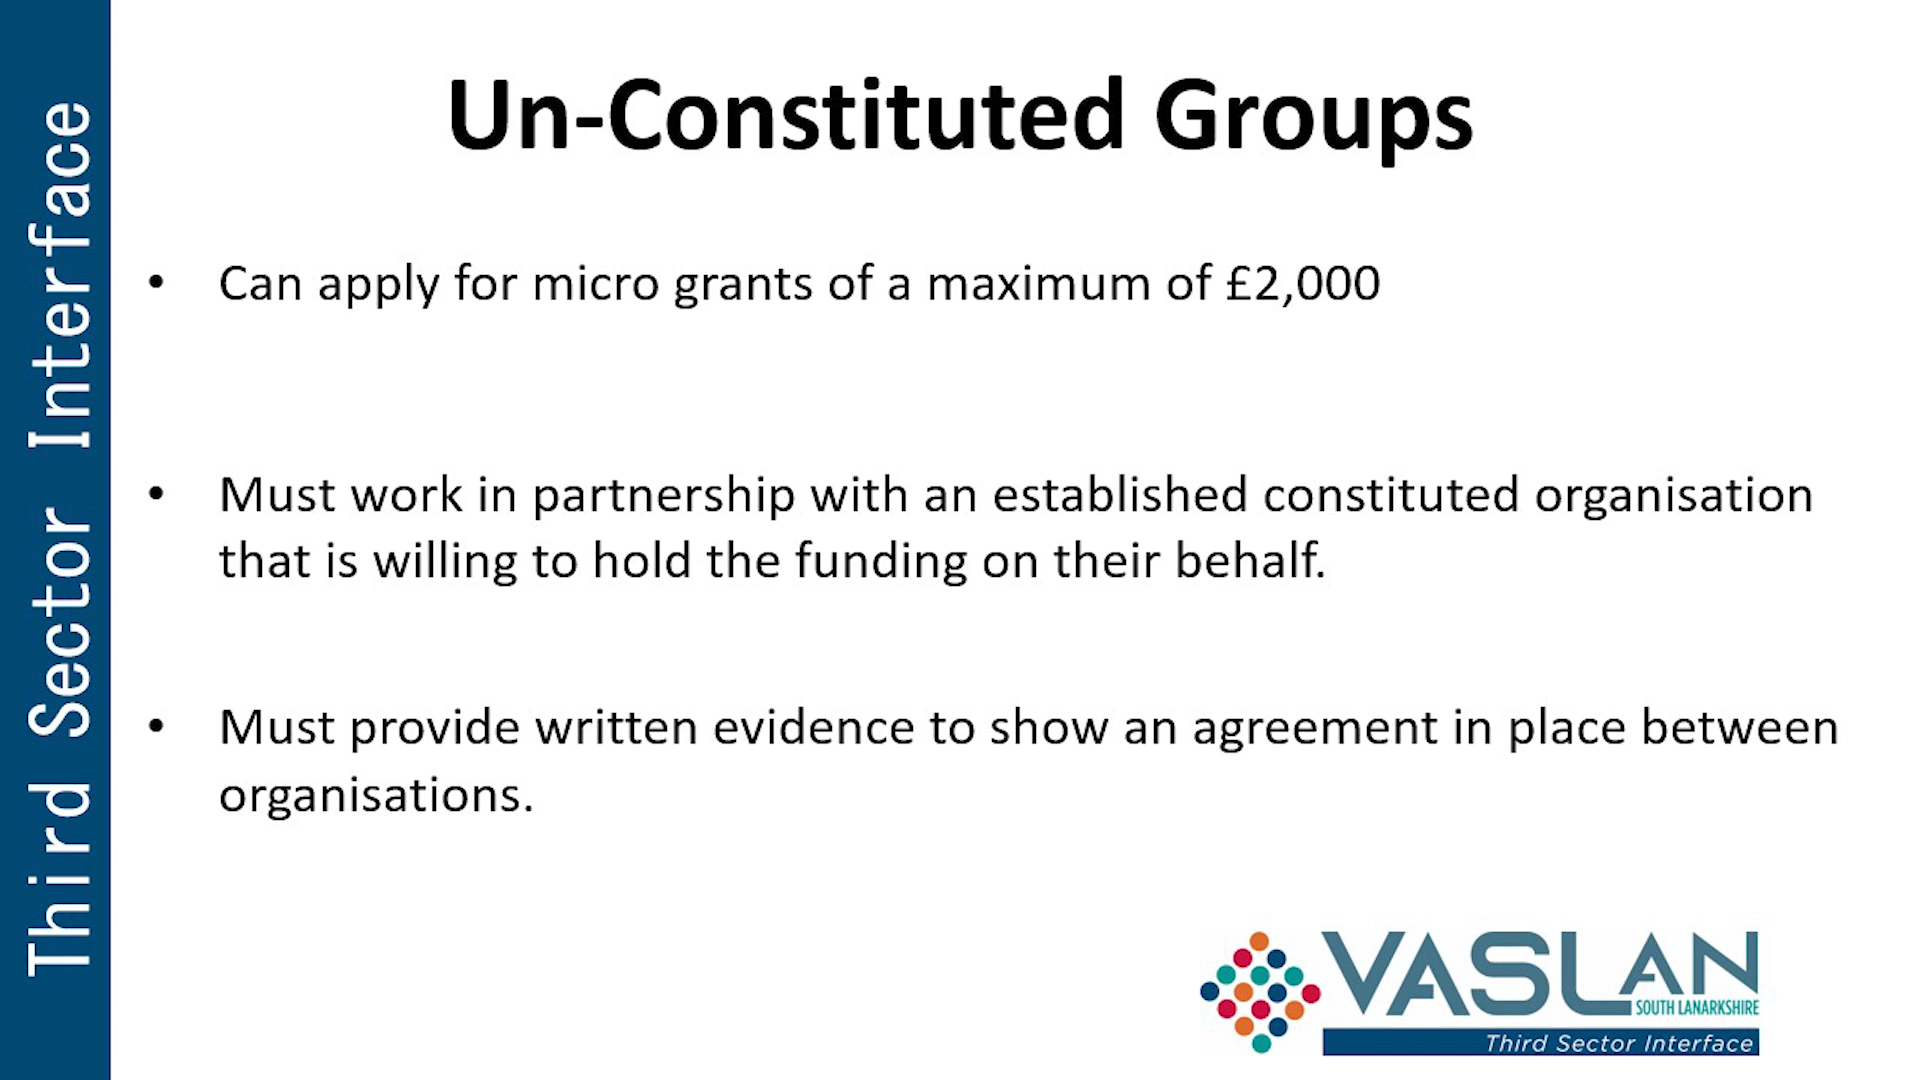 Third Sector Interface
Un-Constituted Groups
• Can apply for micro grants of a maximum of £2,000
• Must work in partnership with an established constituted organisation
that is willing to hold the funding on their behalf.
• Must provide written evidence to show an agreement in place between
organisations.
VASLAN
SOUTH LANARKSHIRE
Third Sector Interface